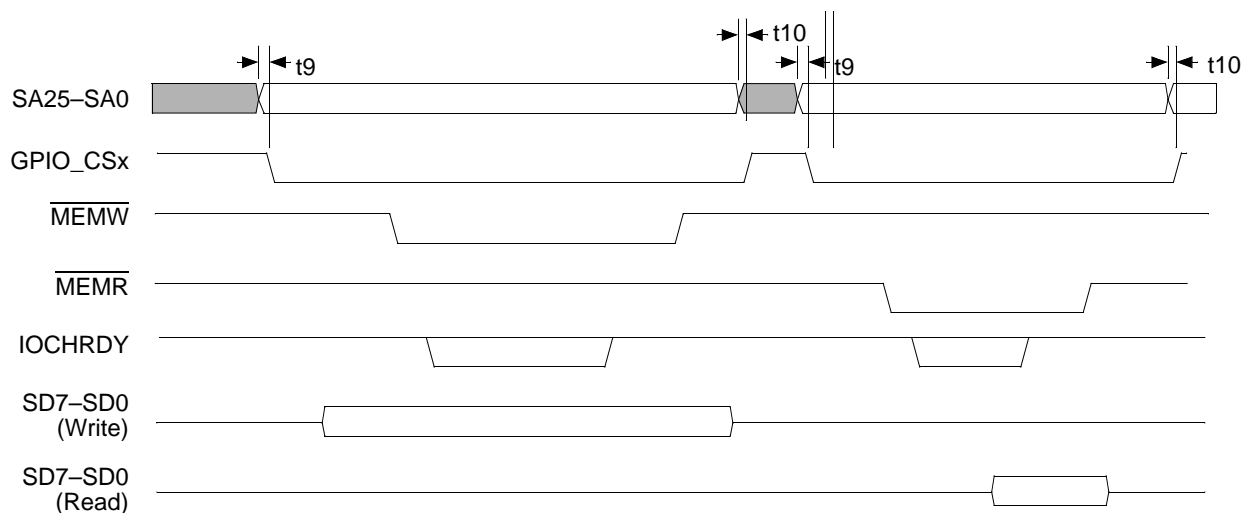 t10
t9
t9
t10
SA25–SA0
GPIO_CSx
MEMW
MEMR
IOCHRDY
SD7–SD0
(Write)
SD7–SD0
(Read)